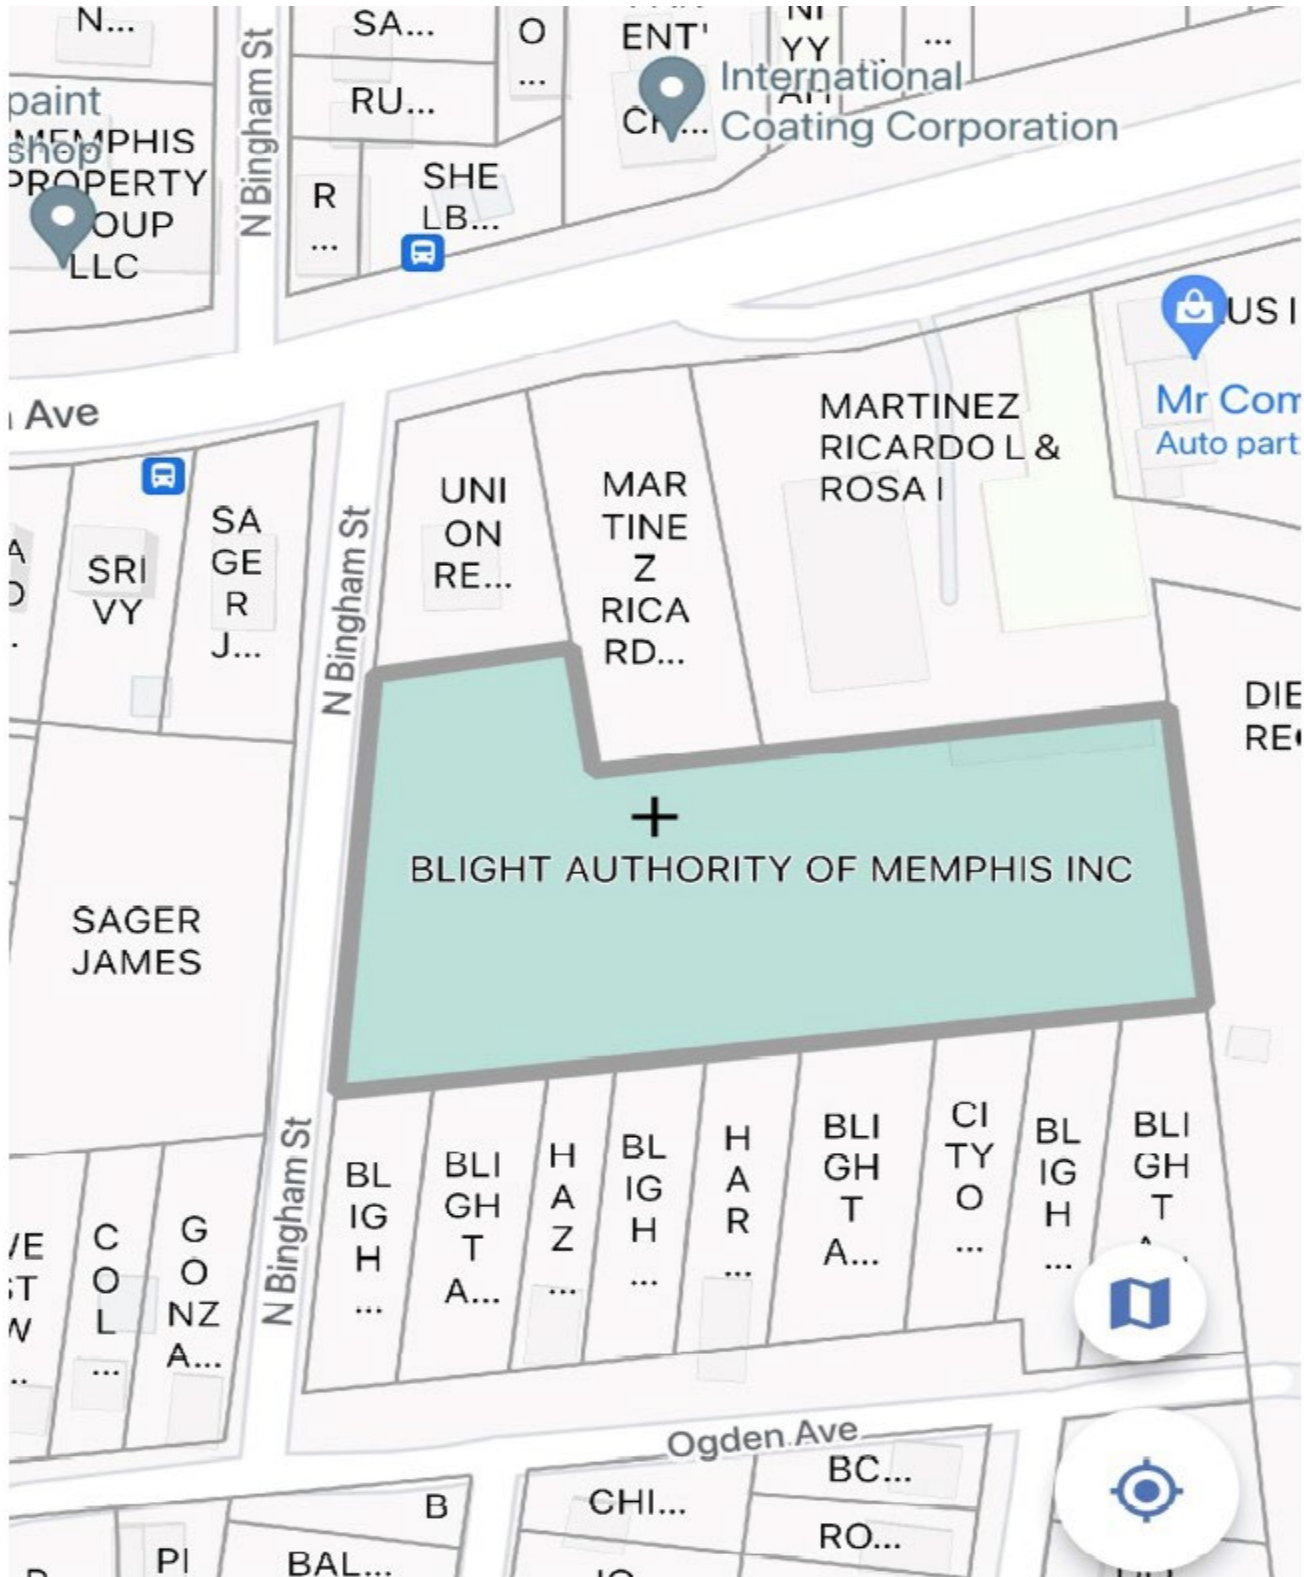 N...
SA...
O
...
ENT'
NI
YY
AH
...
paint
shop
MEMPHIS
PROPERTY
OUP
LLC
N Bingham St
RU...
International
Coating Corporation
R
...
SHE
LB...
US I
Ave
Mr Com
Auto part
MARTINEZ
RICARDO L &
ROSA I
UNI
ON
RE...
MAR
TINE
Z
RICA
RD...
SRI
VY
SA
GE
R
J...
N Bingham St
DIE
BLIGHT AUTHORITY OF MEMPHIS INC
SAGER
JAMES
N Bingham St
BL
IG
H
...
BLI
GH
T
A...
H
A
Z
...
BL
IG
H
...
H
A
R
...
BLI
GH
T
A...
CI
TY
O
...
BL
IG
H
...
BLI
GH
T
C
O
L
...
G
O
NZ
A...
ST
W
Ogden Ave
B
CHI...
BC...
RO...
PI
BAL...